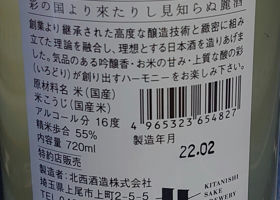 彩の国より來たりし見知らぬ麗酒
創業より継承された高度な醸造技術と緻密に組み
立てた理論を融合し、理想とする日本酒を造りあげま
した。気品のある吟醸香・お米の甘み・上質な酸の彩
(いろどり)が創り出すハーモニーをお楽しみ下さい。
原材料名 米(国産)
米こうじ(国産米)
アルコール分 16度
精米歩合 55%
内容量 720ml
特約店販売
4 965323 654827
製造年月
22.02
製造者:北西酒造株式会社
埼玉県上尾市上町2-5-5
KITANISHI
SAKE
BREWERY